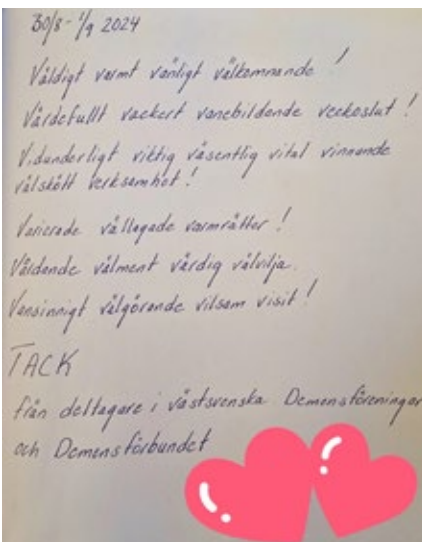 30/8 - 1/9 2024
Väldigt varmt vänligt välkomnande !
Värdefullt vackert vanebildande veckoslut !
Vidunderligt viktig väsentlig vital vinnande
välskött verksamhet !
Varierade vällagade varmrätter !
Vårdande välment värdig välvilja.
Vansinnigt välgörande vilsam visit !
TACK
från deltagare i västsvenska Demensföreningar
och Demensförbundet